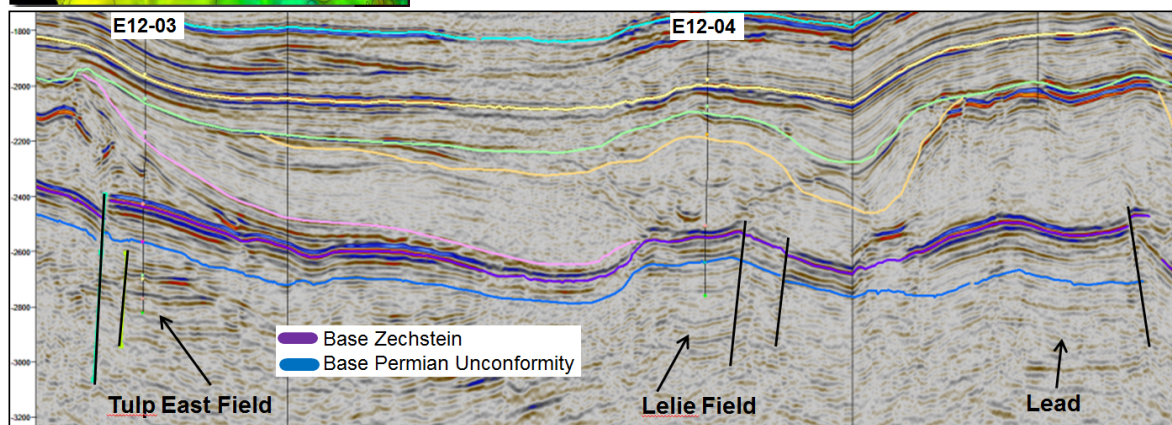 E12-03
E12-04
-1800
-2000
-2200
-2400
-2600
-2800
-3000
-3200
Base Zechstein
Base Permian Unconformity
Tulp East Field
Lelie Field
Lead